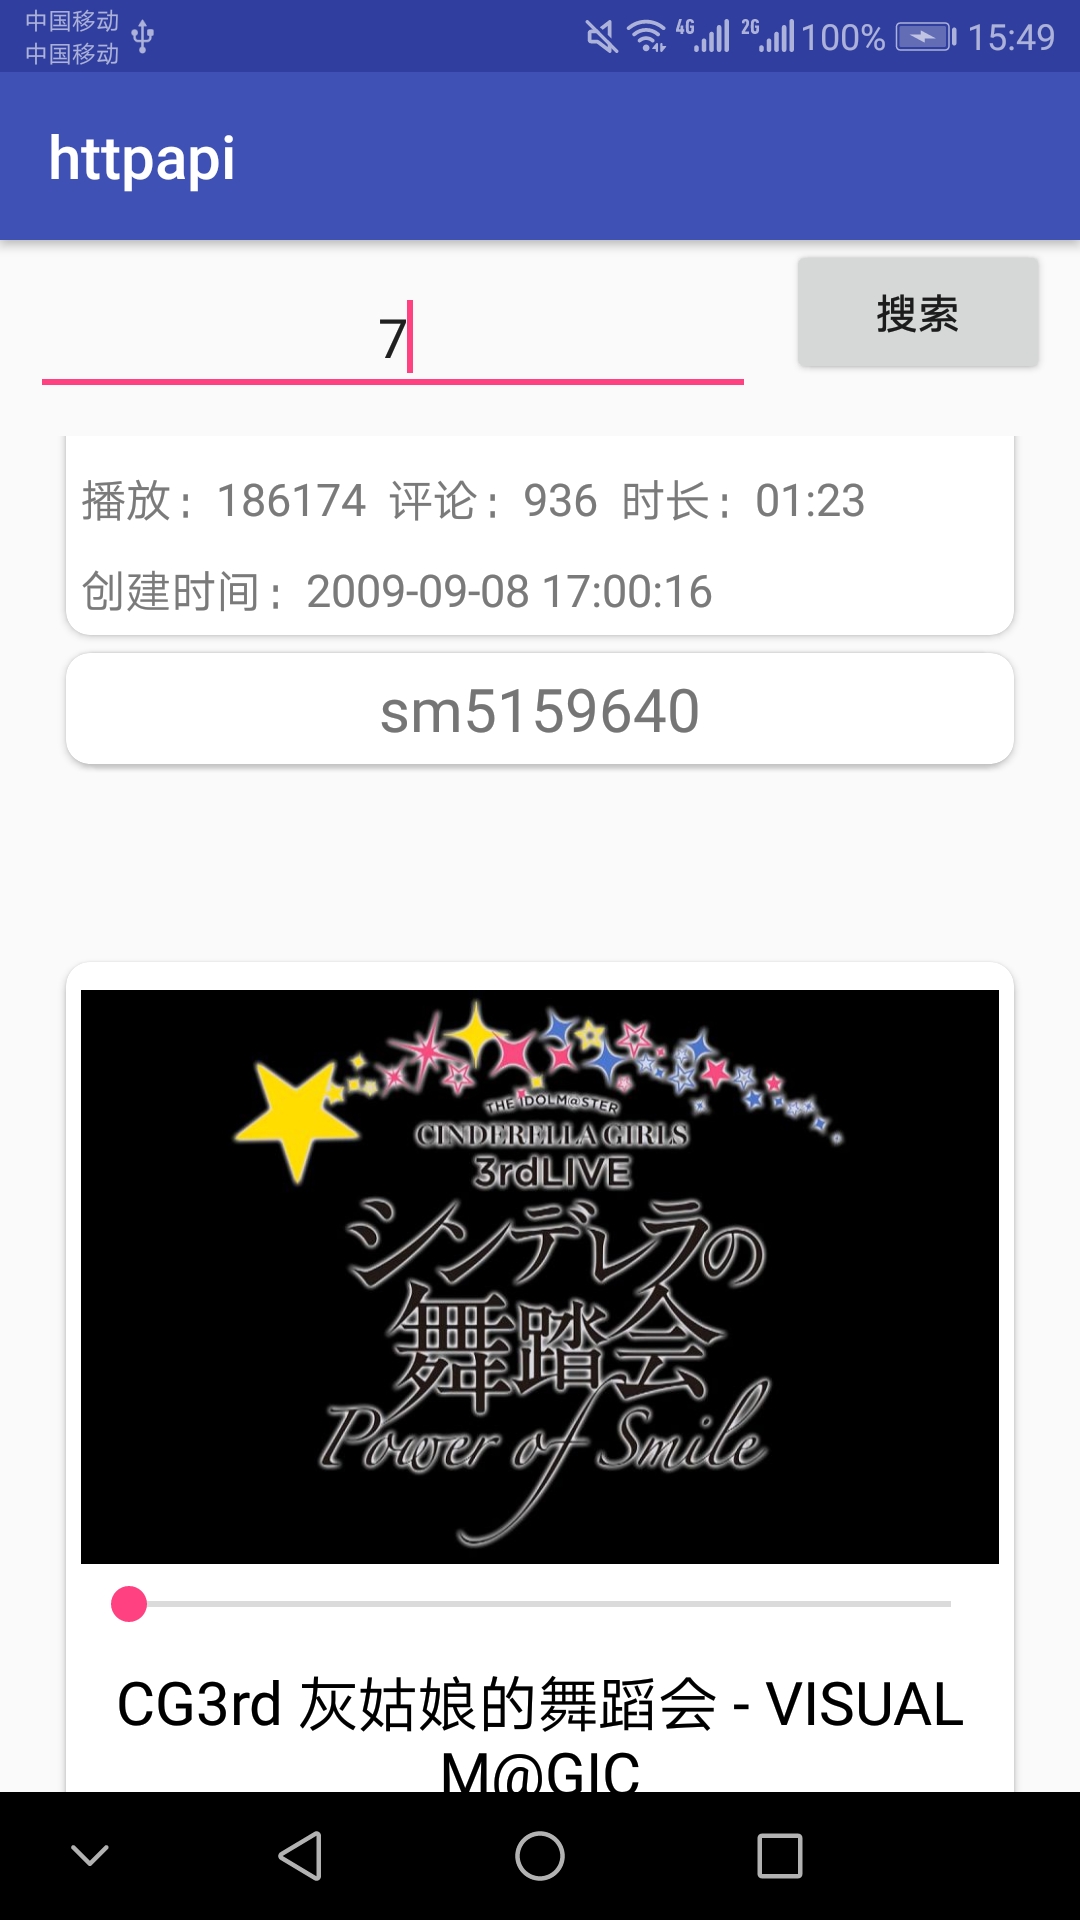 中国移动
中国移动
4G 2G 100% 15:49
httpapi
7
搜索
播放：186174 评论：936 时长：01:23
创建时间：2009-09-08 17:00:16
sm5159640
THE IDOLM@STER
CINDERELLA GIRLS
3rdLIVE
シンデレラの
舞踏会
Power of Smile
CG3rd 灰姑娘的舞蹈会 - VISUAL
M@GIC